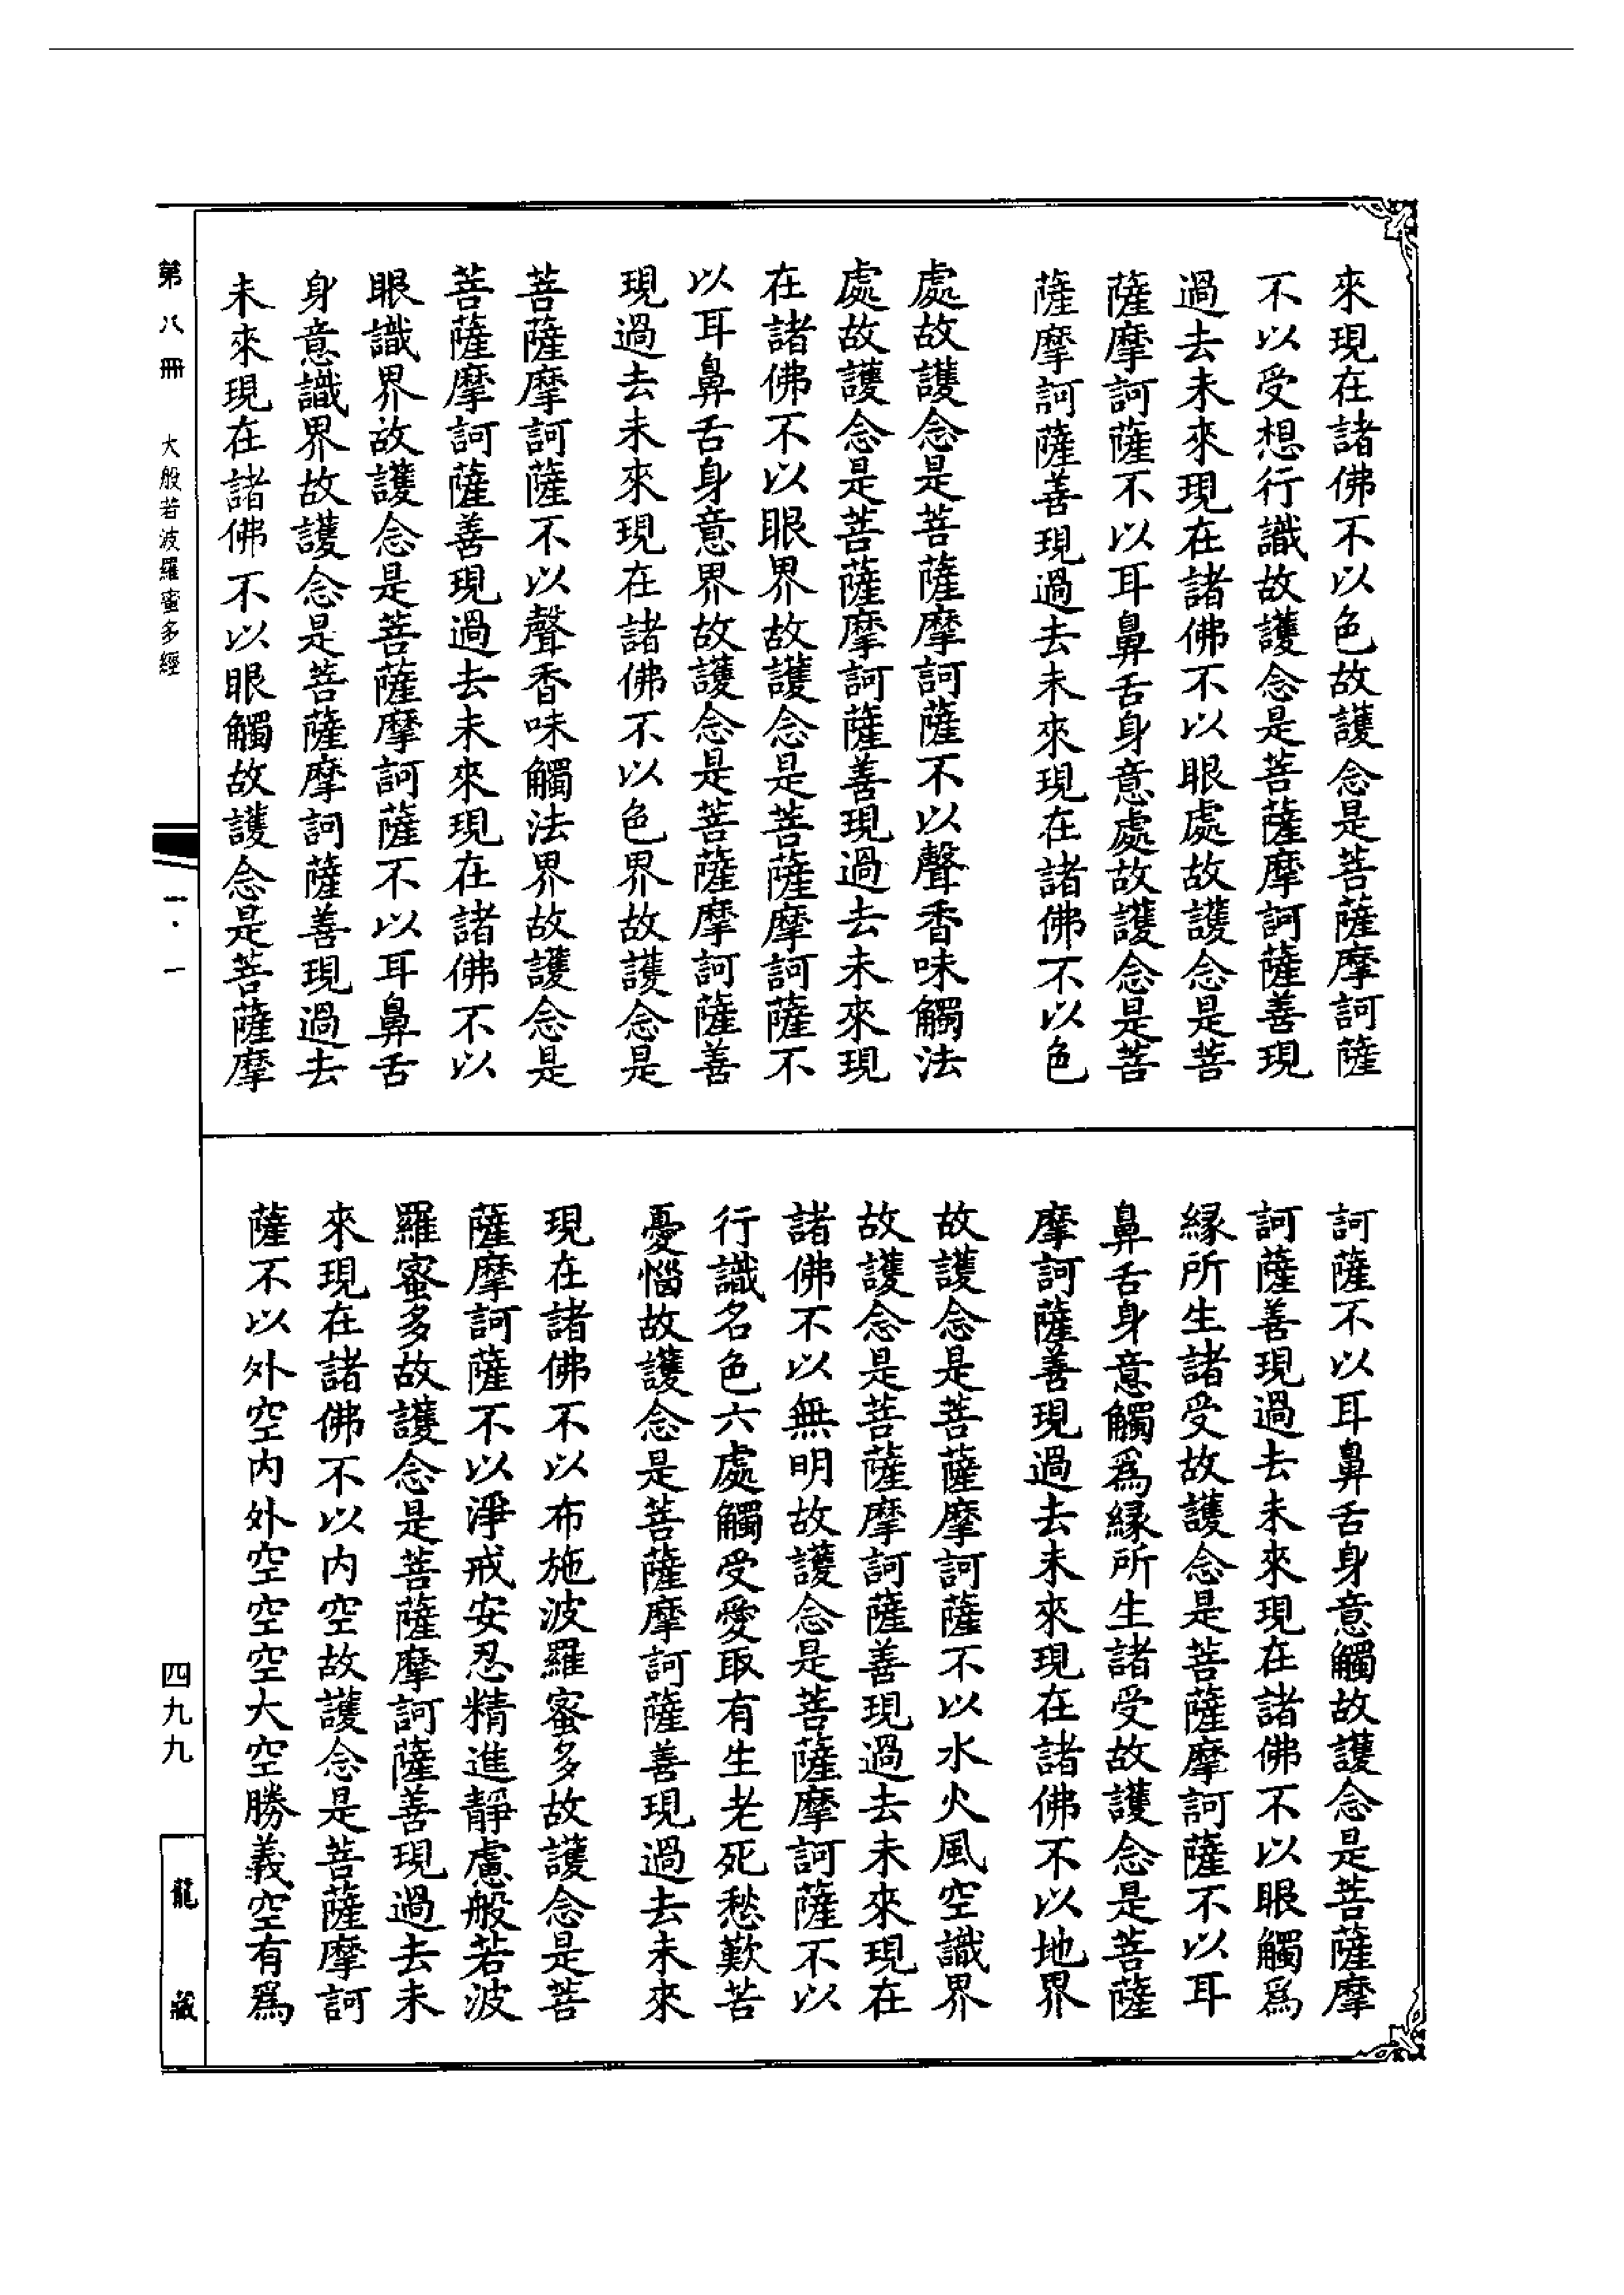 來現在諸佛不以色故護念是菩薩摩訶薩
不以受想行識故護念是菩薩摩訶薩善現
過去未來現在諸佛不以眼處故護念是菩
薩摩訶薩不以耳鼻舌身意處故護念是菩
薩摩訶薩善現過去未來現在諸佛不以色
處故護念是菩薩摩訶薩不以聲香味觸法
處故護念是菩薩摩訶薩善現過去未來現
在諸佛不以眼界故護念是菩薩摩訶薩不
以耳鼻舌身意界故護念是菩薩摩訶薩善
現過去未來現在諸佛不以色界故護念是
菩薩摩訶薩不以聲香味觸法界故護念是
菩薩摩訶薩善現過去未來現在諸佛不以
眼識界故護念是菩薩摩訶薩不以耳鼻舌
身意識界故護念是菩薩摩訶薩善現過去
未來現在諸佛不以眼觸故護念是菩薩摩
訶薩不以耳鼻舌身意觸故護念是菩薩摩
訶薩善現過去未來現在諸佛不以眼觸爲
縁所生諸受故護念是菩薩摩訶薩不以耳
鼻舌身意觸爲縁所生諸受故護念是菩薩
摩訶薩善現過去未來現在諸佛不以地界
故護念是菩薩摩訶薩不以水火風空識界
故護念是菩薩摩訶薩善現過去未來現在
諸佛不以無明故護念是菩薩摩訶薩不以
行識名色六處觸受愛取有生老死愁歎苦
憂惱故護念是菩薩摩訶薩善現過去未來
現在諸佛不以布施波羅蜜多故護念是菩
薩摩訶薩不以淨戒安忍精進靜慮般若波
羅蜜多故護念是菩薩摩訶薩善現過去未
來現在諸佛不以内空故護念是菩薩摩訶
薩不以外空内外空空空大空勝義空有爲
第八冊 大般若波羅蜜多經
一·一
四九九
龍藏